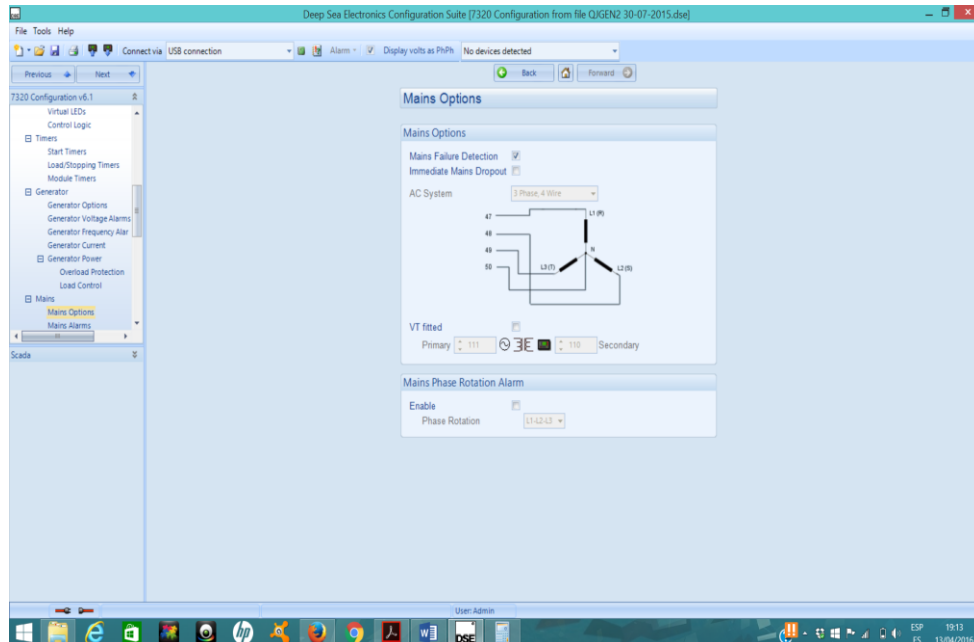 Deep Sea Electronics Configuration Suite [7320 Configuration from file QJGEN2 30-07-2015.dse]
File Tools Help
Connect via USB connection Alarm Display volts as PhPh No devices detected
Previous Next
Back Forward
7320 Configuration v6.1
Virtual LEDs
Control Logic
Timers
Start Timers
Load/Stopping Timers
Module Timers
Generator
Generator Options
Generator Voltage Alarms
Generator Frequency Alar
Generator Current
Generator Power
Overload Protection
Load Control
Mains
Mains Options
Mains Alarms
Scada
Mains Options
Mains Options
Mains Failure Detection
Immediate Mains Dropout
AC System 3 Phase, 4 Wire
47 L1 (R)
48
49 N
50 L3 (T) L2 (S)
VT fitted
Primary 111 110 Secondary
Mains Phase Rotation Alarm
Enable
Phase Rotation L1-L2-L3
User: Admin
hp
W
DSE
ESP 19:13
ES 13/04/2016